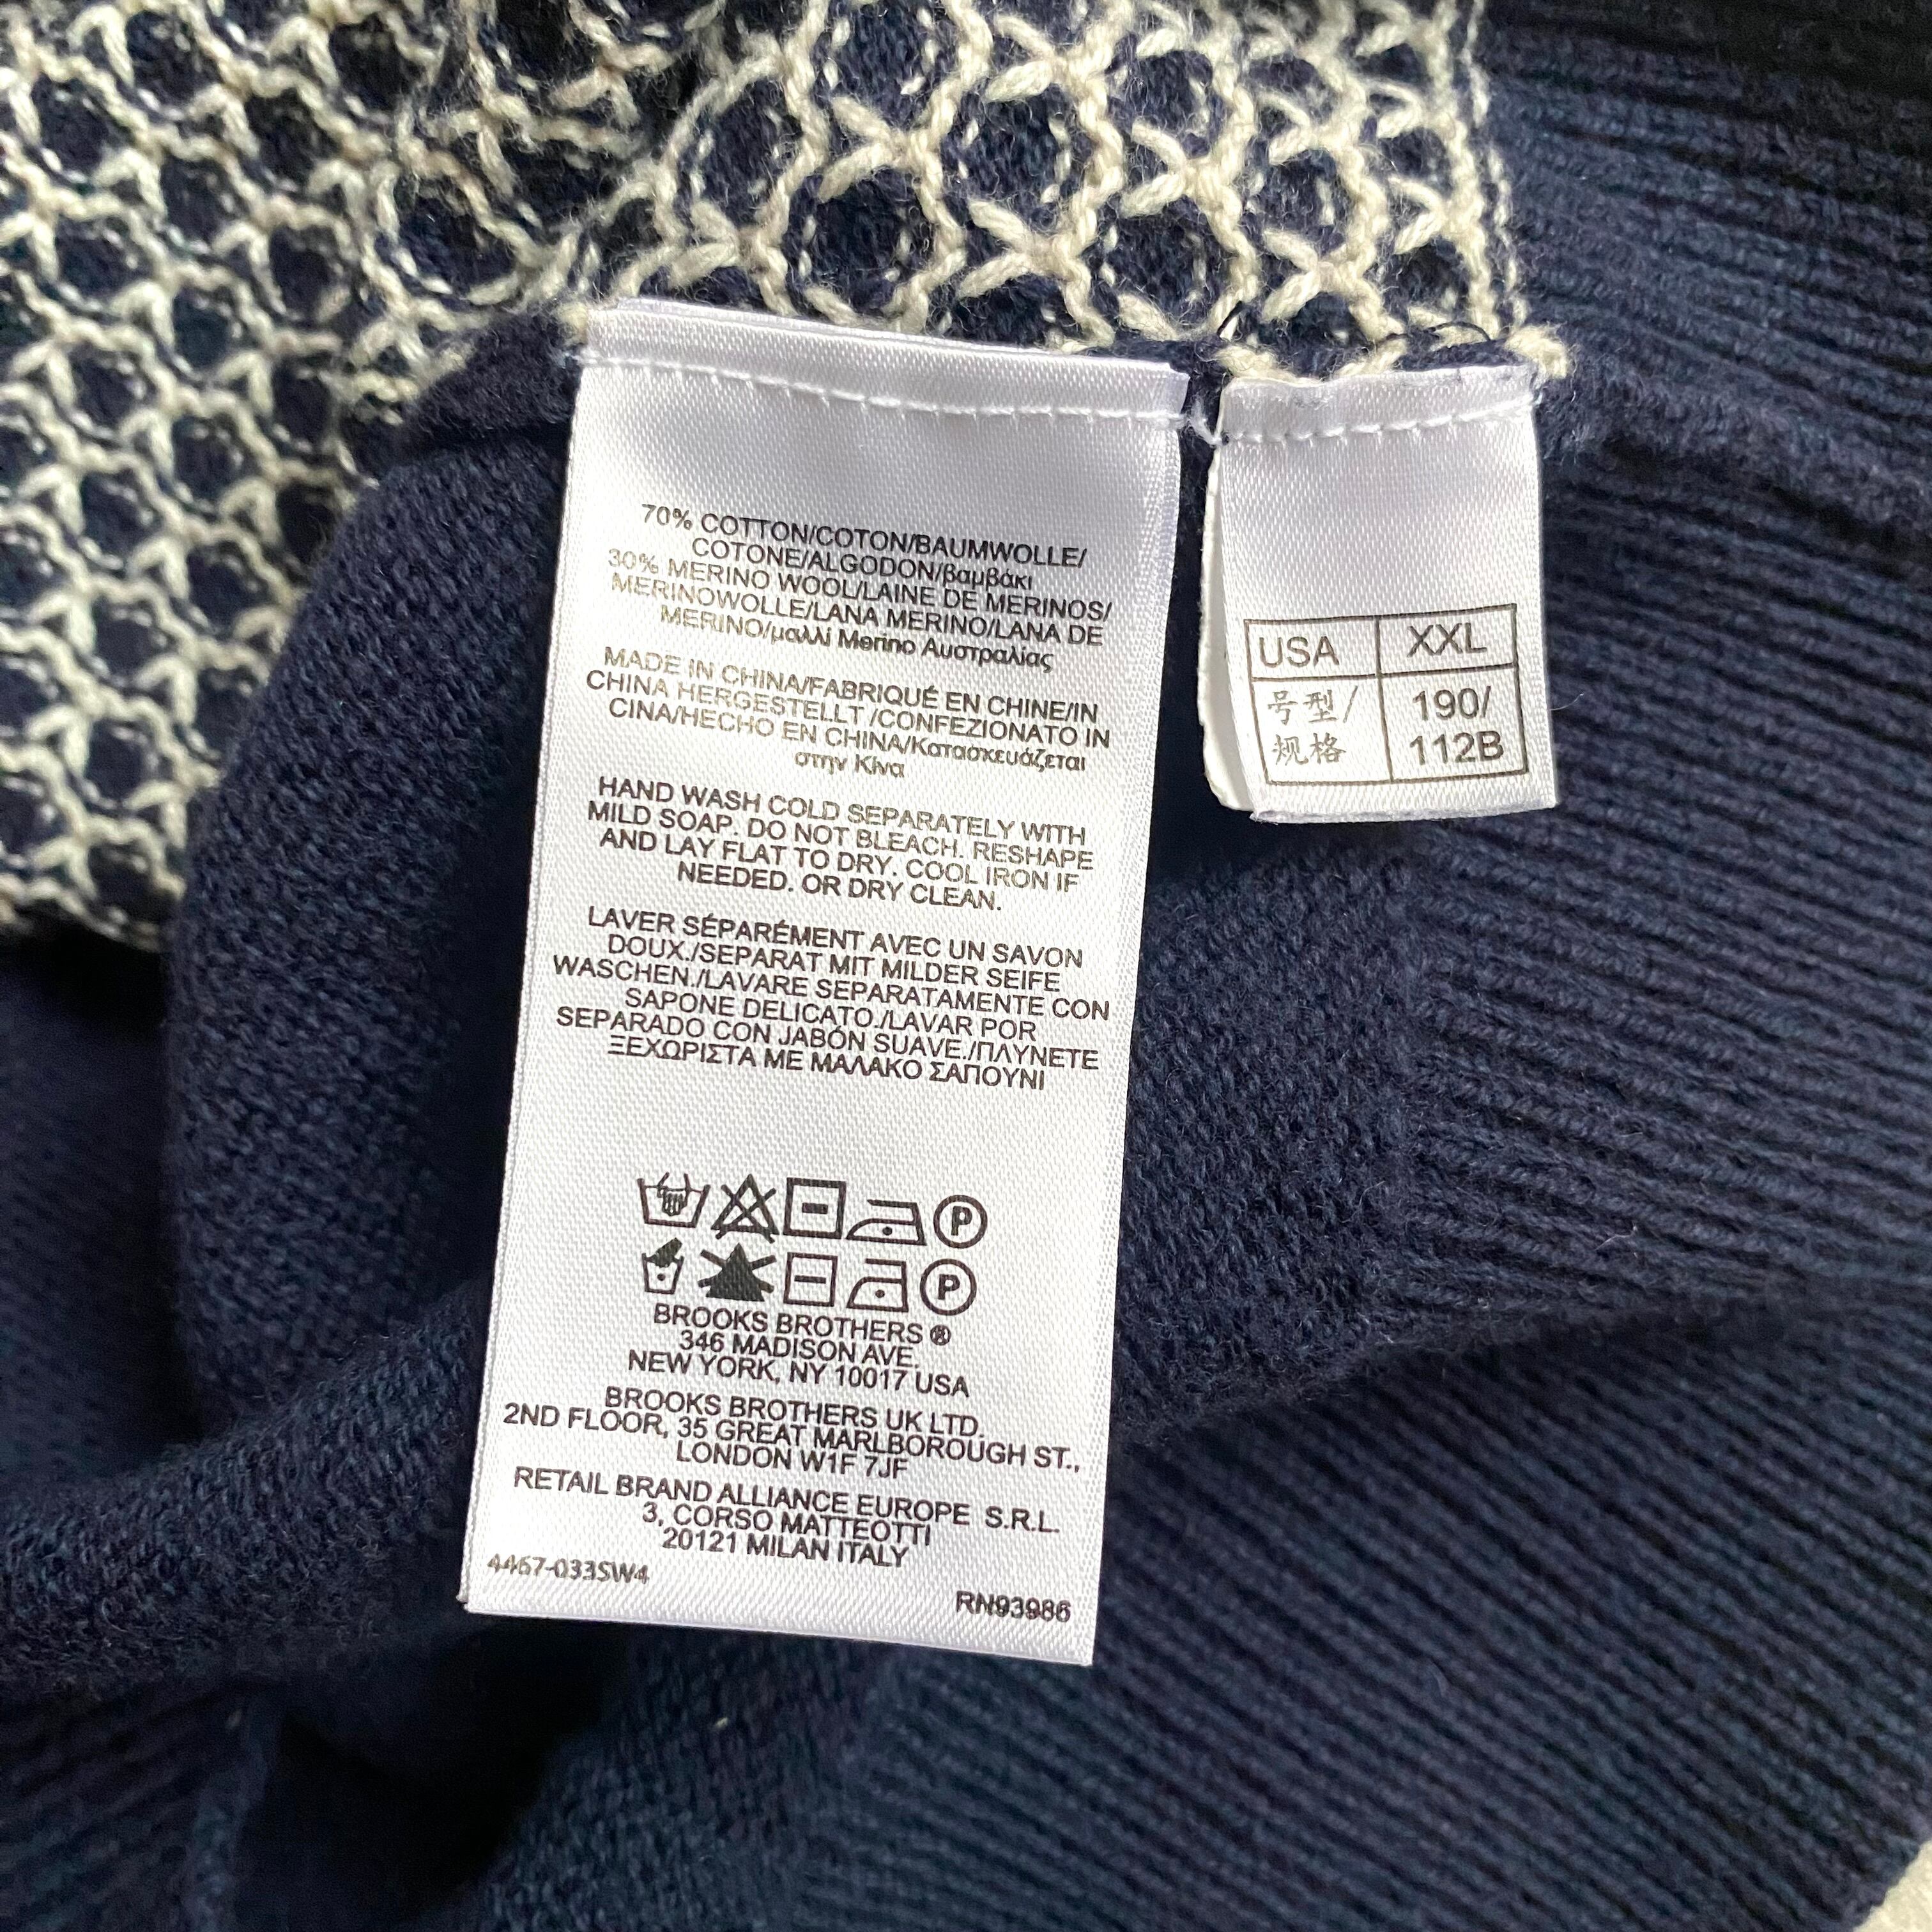 70% COTTON/COTON/BAUMWOLLE/
COTONE/ALGODON/βαμβάκι
30% MERINO WOOL/LAINE DE MERINOS/
MERINOWOLLE/LANA MERINO/LANA DE
MERINO/μαλλί Merino Αυστραλίας
MADE IN CHINA/FABRIQUÉ EN CHINE/IN
CHINA HERGESTELLT /CONFEZIONATO IN
CINA/HECHO EN CHINA/Κατασκευάζεται
στην Κίνα
HAND WASH COLD SEPARATELY WITH
MILD SOAP. DO NOT BLEACH. RESHAPE
AND LAY FLAT TO DRY. COOL IRON IF
NEEDED. OR DRY CLEAN.
LAVER SÉPARÉMENT AVEC UN SAVON
DOUX./SEPARAT MIT MILDER SEIFE
WASCHEN./LAVARE SEPARATAMENTE CON
SAPONE DELICATO./LAVAR POR
SEPARADO CON JABÓN SUAVE./ΠΛΥΝΕΤΕ
ΞΕΧΩΡΙΣΤΑ ΜΕ ΜΑΛΑΚΟ ΣΑΠΟΥΝΙ
P
P
BROOKS BROTHERS ®
346 MADISON AVE.
NEW YORK, NY 10017 USA
BROOKS BROTHERS UK LTD.
2ND FLOOR, 35 GREAT MARLBOROUGH ST.,
LONDON W1F 7JF
RETAIL BRAND ALLIANCE EUROPE S.R.L.
3, CORSO MATTEOTTI
20121 MILAN ITALY
4467-033SW4
RN93986
USA XXL
号型/ 190/
规格 112B